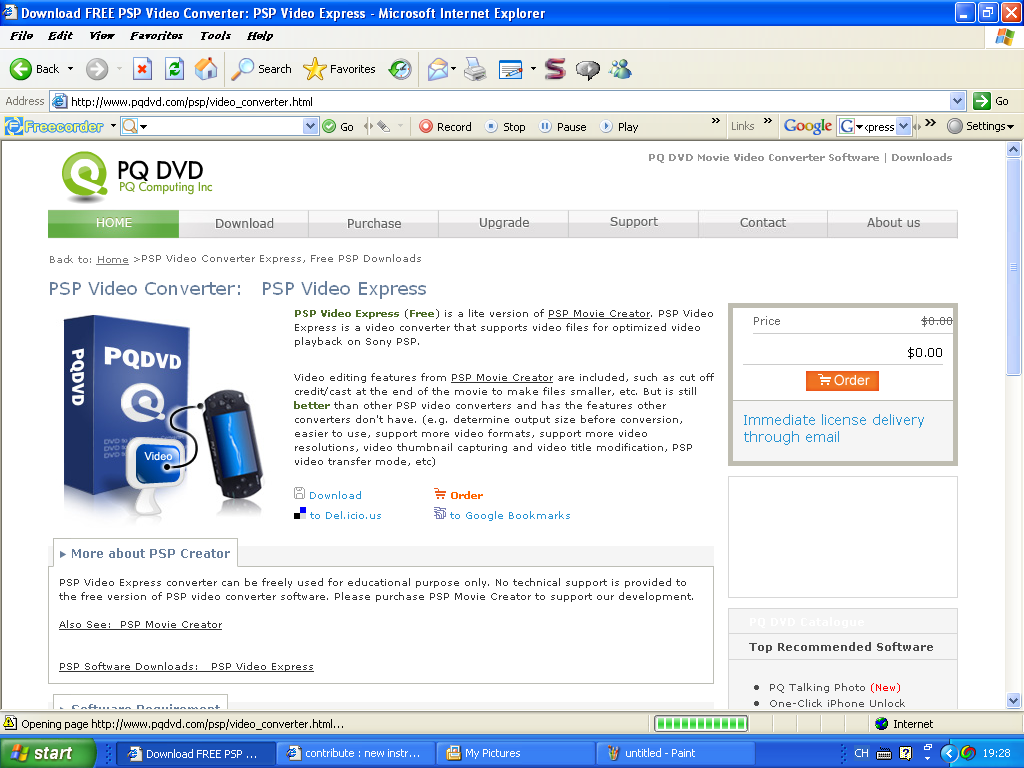 Download FREE PSP Video Converter: PSP Video Express - Microsoft Internet Explorer
File Edit View Favorites Tools Help
Back Search Favorites
Address http://www.pqdvd.com/psp/video_converter.html Go
Freecorder Go Record Stop Pause Play » Links » Google G xpress » Settings
PQ DVD
PQ Computing Inc
PQ DVD Movie Video Converter Software | Downloads
HOME Download Purchase Upgrade Support Contact About us
Back to: Home >PSP Video Converter Express, Free PSP Downloads
PSP Video Converter: PSP Video Express
PQDVD
PQDVD
Video
PSP Video Express (Free) is a lite version of PSP Movie Creator. PSP Video
Express is a video converter that supports video files for optimized video
playback on Sony PSP.
Video editing features from PSP Movie Creator are included, such as cut off
credit/cast at the end of the movie to make files smaller, etc. But is still
better than other PSP video converters and has the features other
converters don't have. (e.g. determine output size before conversion,
easier to use, support more video formats, support more video
resolutions, video thumbnail capturing and video title modification, PSP
video transfer mode, etc)
Download Order
to Del.icio.us to Google Bookmarks
Price $0.00
$0.00
Order
Immediate license delivery
through email
More about PSP Creator
PSP Video Express converter can be freely used for educational purpose only. No technical support is provided to
the free version of PSP video converter software. Please purchase PSP Movie Creator to support our development.
Also See: PSP Movie Creator
PSP Software Downloads: PSP Video Express
Software Requirement
PQ DVD Catalogue
Top Recommended Software
• PQ Talking Photo (New)
• One-Click iPhone Unlock
Opening page http://www.pqdvd.com/psp/video_converter.html... Internet
start Download FREE PSP ... contribute : new instr... My Pictures untitled - Paint CH 19:28